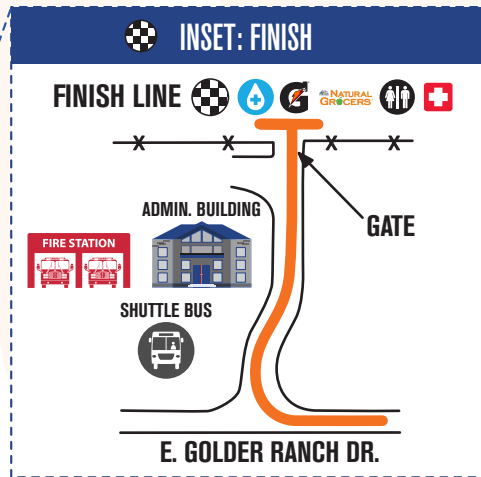 INSET: FINISH
FINISH LINE
G
NATURAL
GROCERS
GATE
ADMIN. BUILDING
FIRE STATION
SHUTTLE BUS
E. GOLDER RANCH DR.